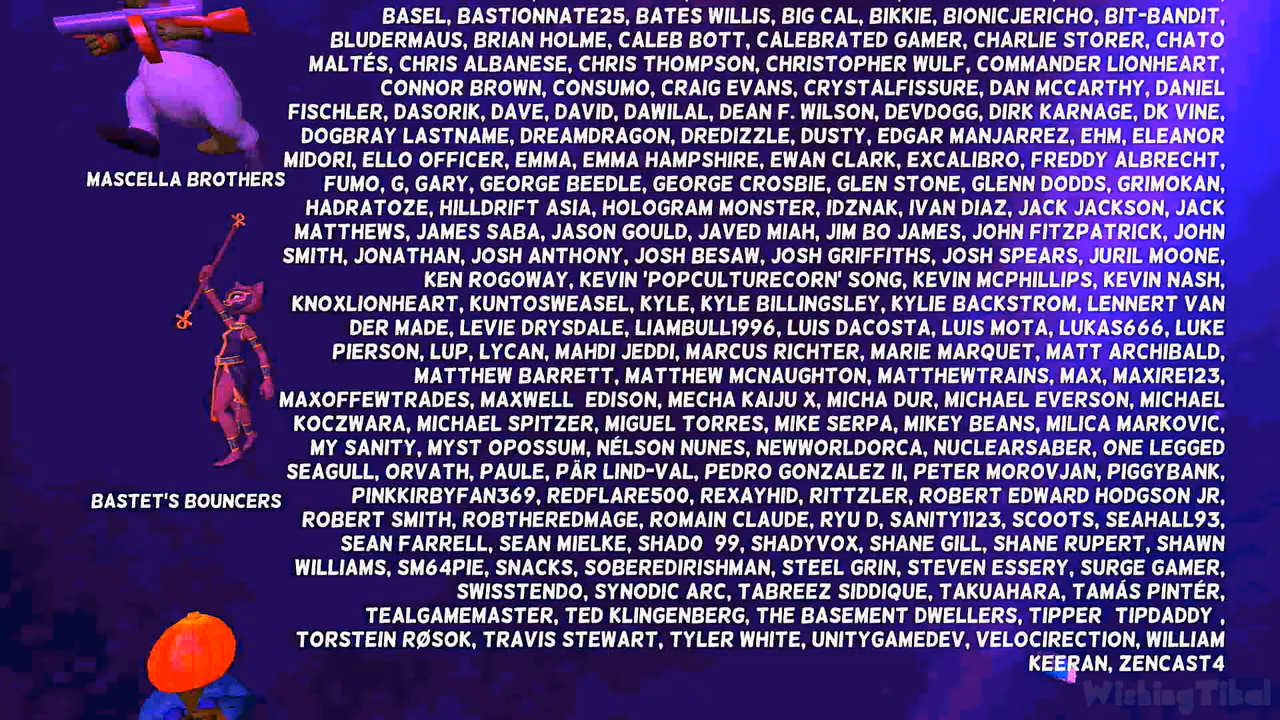 BASEL, BASTIONNATE25, BATES WILLIS, BIG CAL, BIKKIE, BIONICJERICHO, BIT-BANDIT,
BLUDERMAUS, BRIAN HOLME, CALEB BOTT, CALEBRATED GAMER, CHARLIE STORER, CHATO
MALTÉS, CHRIS ALBANESE, CHRIS THOMPSON, CHRISTOPHER WULF, COMMANDER LIONHEART,
CONNOR BROWN, CONSUMO, CRAIG EVANS, CRYSTALFISSURE, DAN MCCARTHY, DANIEL
FISCHLER, DASORIK, DAVE, DAVID, DAWILAL, DEAN F. WILSON, DEVDOGG, DIRK KARNAGE, DK VINE,
DOGBRAY LASTNAME, DREAMDRAGON, DREDIZZLE, DUSTY, EDGAR MANJARREZ, EHM, ELEANOR
MIDORI, ELLO OFFICER, EMMA, EMMA HAMPSHIRE, EWAN CLARK, EXCALIBRO, FREDDY ALBRECHT,
MASCELLA BROTHERS
FUMO, G, GARY, GEORGE BEEDLE, GEORGE CROSBIE, GLEN STONE, GLENN DODDS, GRIMOKAN,
HADRATOZE, HILLDRIFT ASIA, HOLOGRAM MONSTER, IDZNAK, IVAN DIAZ, JACK JACKSON, JACK
MATTHEWS, JAMES SABA, JASON GOULD, JAVED MIAH, JIM BO JAMES, JOHN FITZPATRICK, JOHN
SMITH, JONATHAN, JOSH ANTHONY, JOSH BESAW, JOSH GRIFFITHS, JOSH SPEARS, JURIL MOONE,
KEN ROGOWAY, KEVIN 'POPCULTURECORN' SONG, KEVIN MCPHILLIPS, KEVIN NASH,
KNOXLIONHEART, KUNTOSWEASEL, KYLE, KYLE BILLINGSLEY, KYLIE BACKSTROM, LENNERT VAN
DER MADE, LEVIE DRYSDALE, LIAMBULL1996, LUIS DACOSTA, LUIS MOTA, LUKAS666, LUKE
PIERSON, LUP, LYCAN, MAHDI JEDDI, MARCUS RICHTER, MARIE MARQUET, MATT ARCHIBALD,
MATTHEW BARRETT, MATTHEW MCNAUGHTON, MATTHEWTRAINS, MAX, MAXIRE123,
MAXOFFEWTRADES, MAXWELL  EDISON, MECHA KAIJU X, MICHA DUR, MICHAEL EVERSON, MICHAEL
KOCZWARA, MICHAEL SPITZER, MIGUEL TORRES, MIKE SERPA, MIKEY BEANS, MILICA MARKOVIC,
MY SANITY, MYST OPOSSUM, NÉLSON NUNES, NEWWORLDORCA, NUCLEARSABER, ONE LEGGED
SEAGULL, ORVATH, PAULE, PÄR LIND-VAL, PEDRO GONZALEZ II, PETER MOROVJAN, PIGGYBANK,
BASTET'S BOUNCERS
PINKKIRBYFAN369, REDFLARE500, REXAYHID, RITTZLER, ROBERT EDWARD HODGSON JR,
ROBERT SMITH, ROBTHEREDMAGE, ROMAIN CLAUDE, RYU D, SANITY1123, SCOOTS, SEAHALL93,
SEAN FARRELL, SEAN MIELKE, SHAD0  99, SHADYVOX, SHANE GILL, SHANE RUPERT, SHAWN
WILLIAMS, SM64PIE, SNACKS, SOBEREDIRISHMAN, STEEL GRIN, STEVEN ESSERY, SURGE GAMER,
SWISSTENDO, SYNODIC ARC, TABREEZ SIDDIQUE, TAKUAHARA, TAMÁS PINTÉR,
TEALGAMEMASTER, TED KLINGENBERG, THE BASEMENT DWELLERS, TIPPER  TIPDADDY ,
TORSTEIN RØSOK, TRAVIS STEWART, TYLER WHITE, UNITYGAMEDEV, VELOCIRECTION, WILLIAM
KEERAN, ZENCAST4
WishingTikal